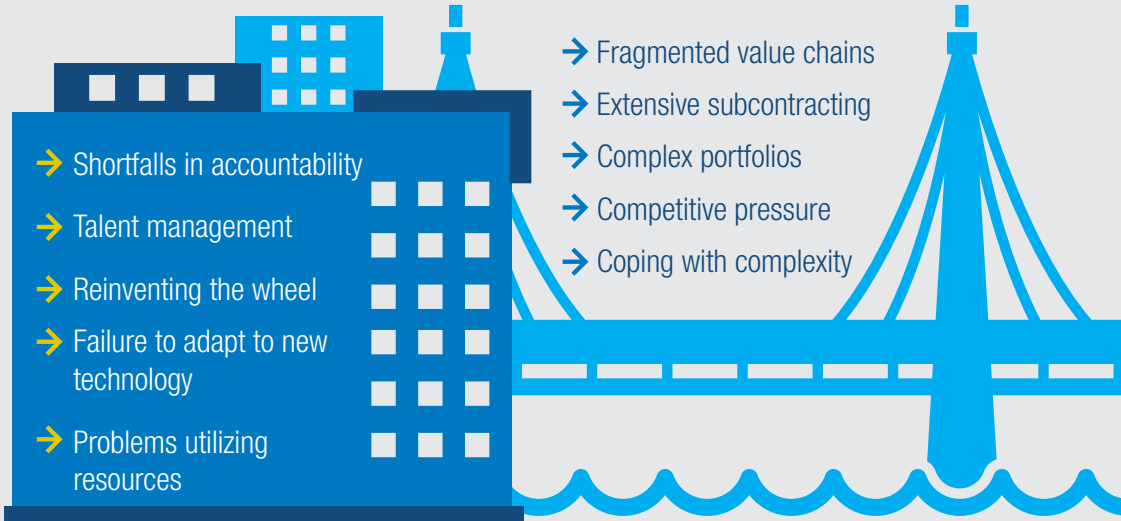 Shortfalls in accountability
Talent management
Reinventing the wheel
Failure to adapt to new
technology
Problems utilizing
resources
Fragmented value chains
Extensive subcontracting
Complex portfolios
Competitive pressure
Coping with complexity